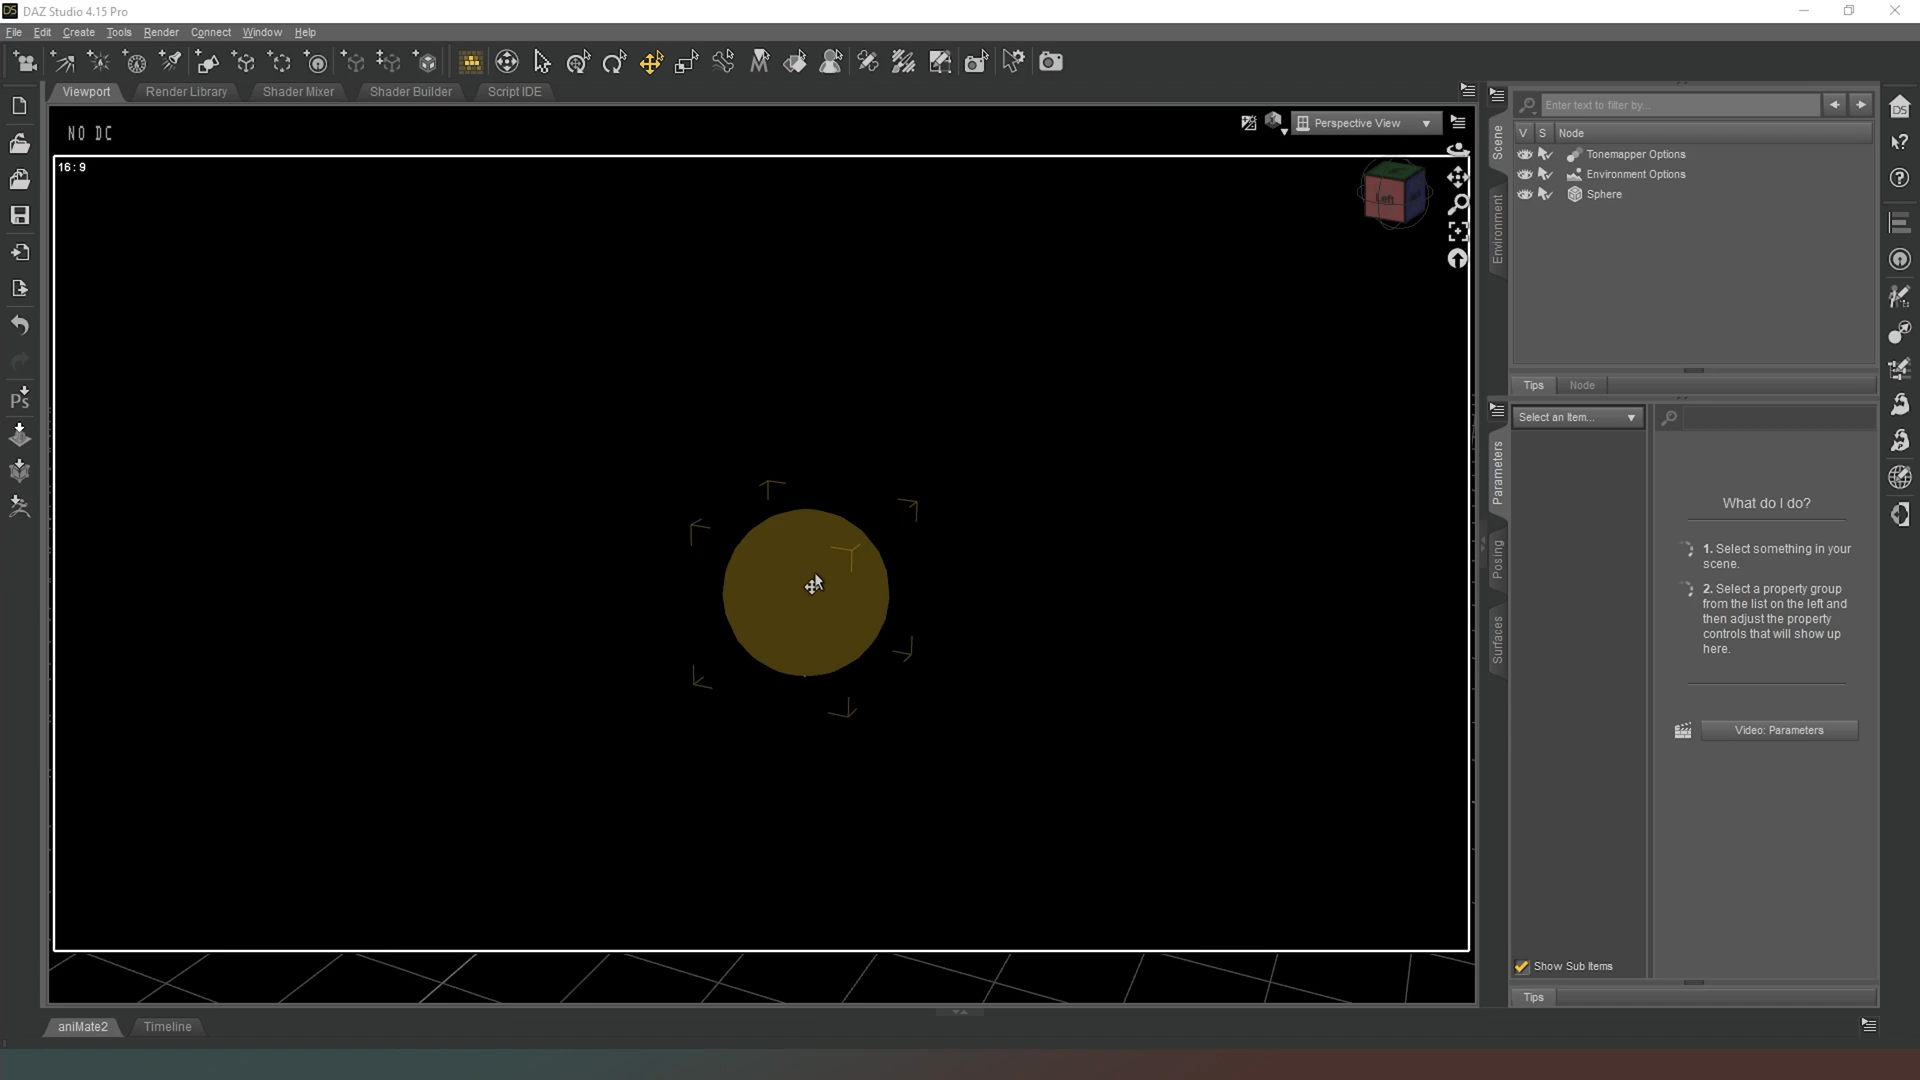 DS DAZ Studio 4.15 Pro
File Edit Create Tools Render Connect Window Help
Viewport Render Library Shader Mixer Shader Builder Script IDE
NO DC
Perspective View
16:9
Left
Enter text to filter by...
V S Node
Tonemapper Options
Environment Options
Sphere
Scene
Environment
Tips Node
Select an Item...
Parameters
Posing
Surfaces
What do I do?
1. Select something in your
scene.
2. Select a property group
from the list on the left and
then adjust the property
controls that will show up
here.
Video: Parameters
Show Sub Items
Tips
Ps
DS
aniMate2 Timeline